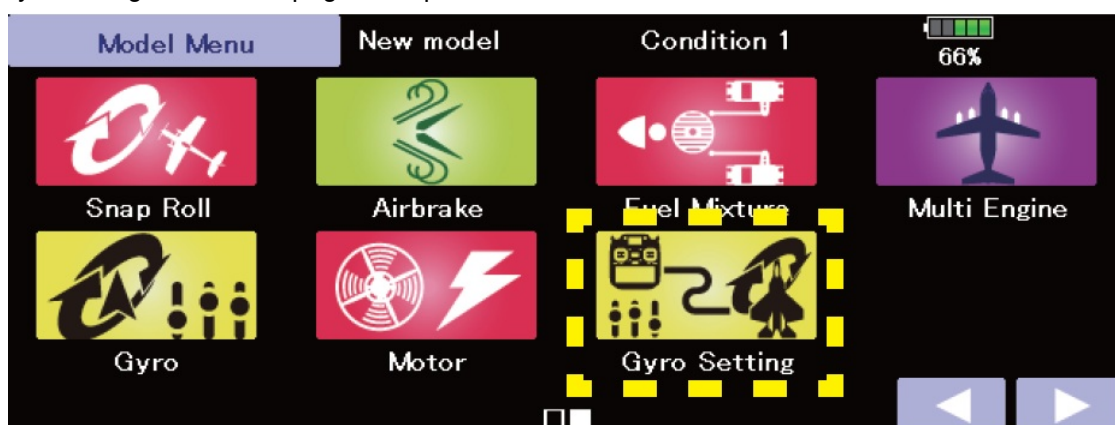 Model Menu New model Condition 1
66%
Snap Roll Airbrake Fuel Mixture Multi Engine
Gyro Motor Gyro Setting